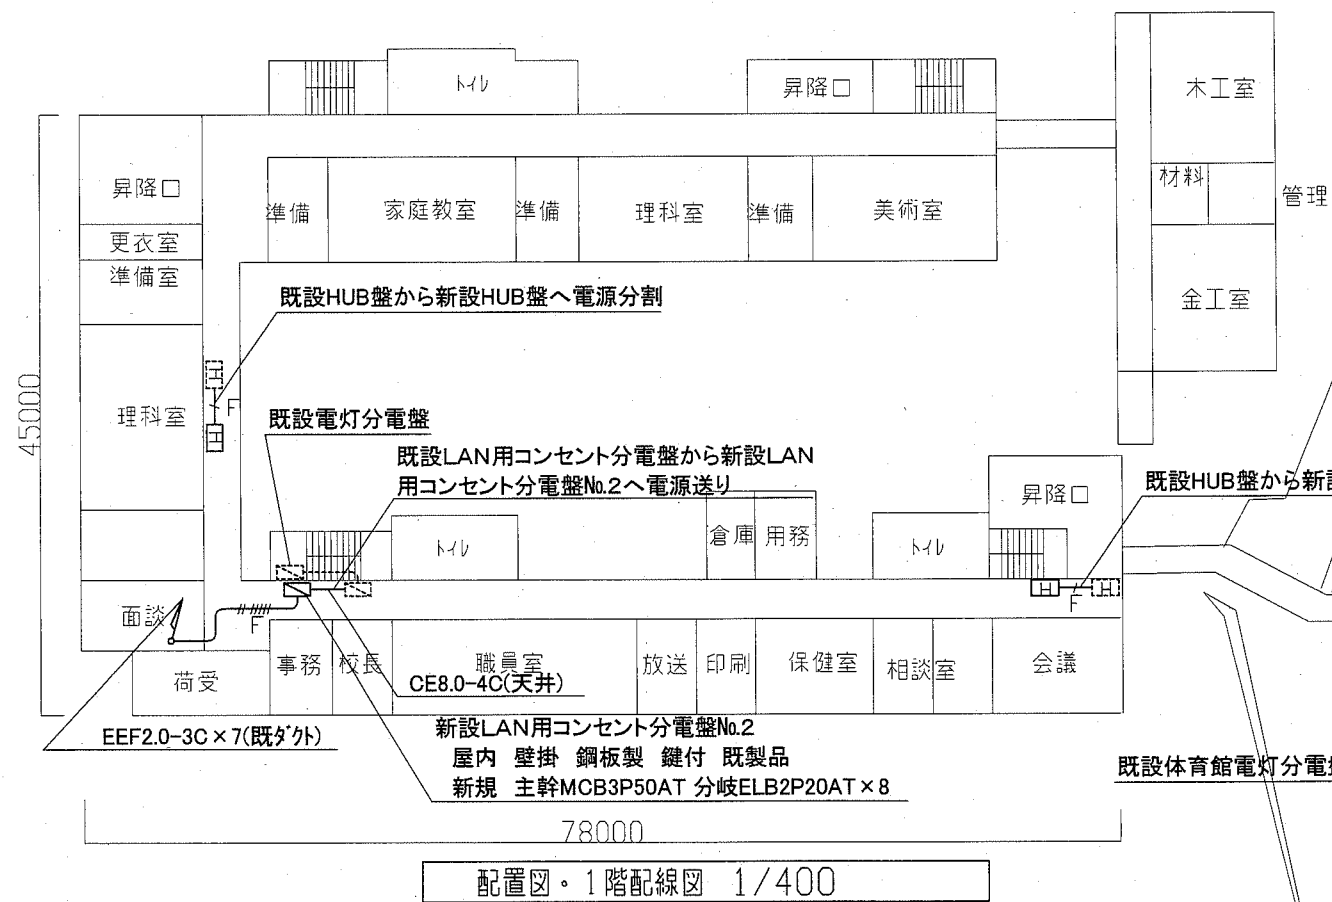 トイレ
昇降口
木工室
材料
管理
昇降口
準備
家庭教室
準備
理科室
準備
美術室
更衣室
準備室
金工室
既設HUB盤から新設HUB盤へ電源分割
H
F
H
理科室
45000
既設電灯分電盤
既設LAN用コンセント分電盤から新設LAN
用コンセント分電盤No.2へ電源送り
昇降口
既設HUB盤から新設
トイレ
倉庫
用務
トイレ
H
F
H
面談
F
荷受
事務
校長
職員室
放送
印刷
保健室
相談室
会議
CE8.0-4C(天井)
EEF2.0-3C×7(既ダクト)
新設LAN用コンセント分電盤No.2
屋内 壁掛 鋼板製 鍵付 既製品
新規 主幹MCB3P50AT 分岐ELB2P20AT×8
既設体育館電灯分電盤
78000
配置図・1階配線図 1/400